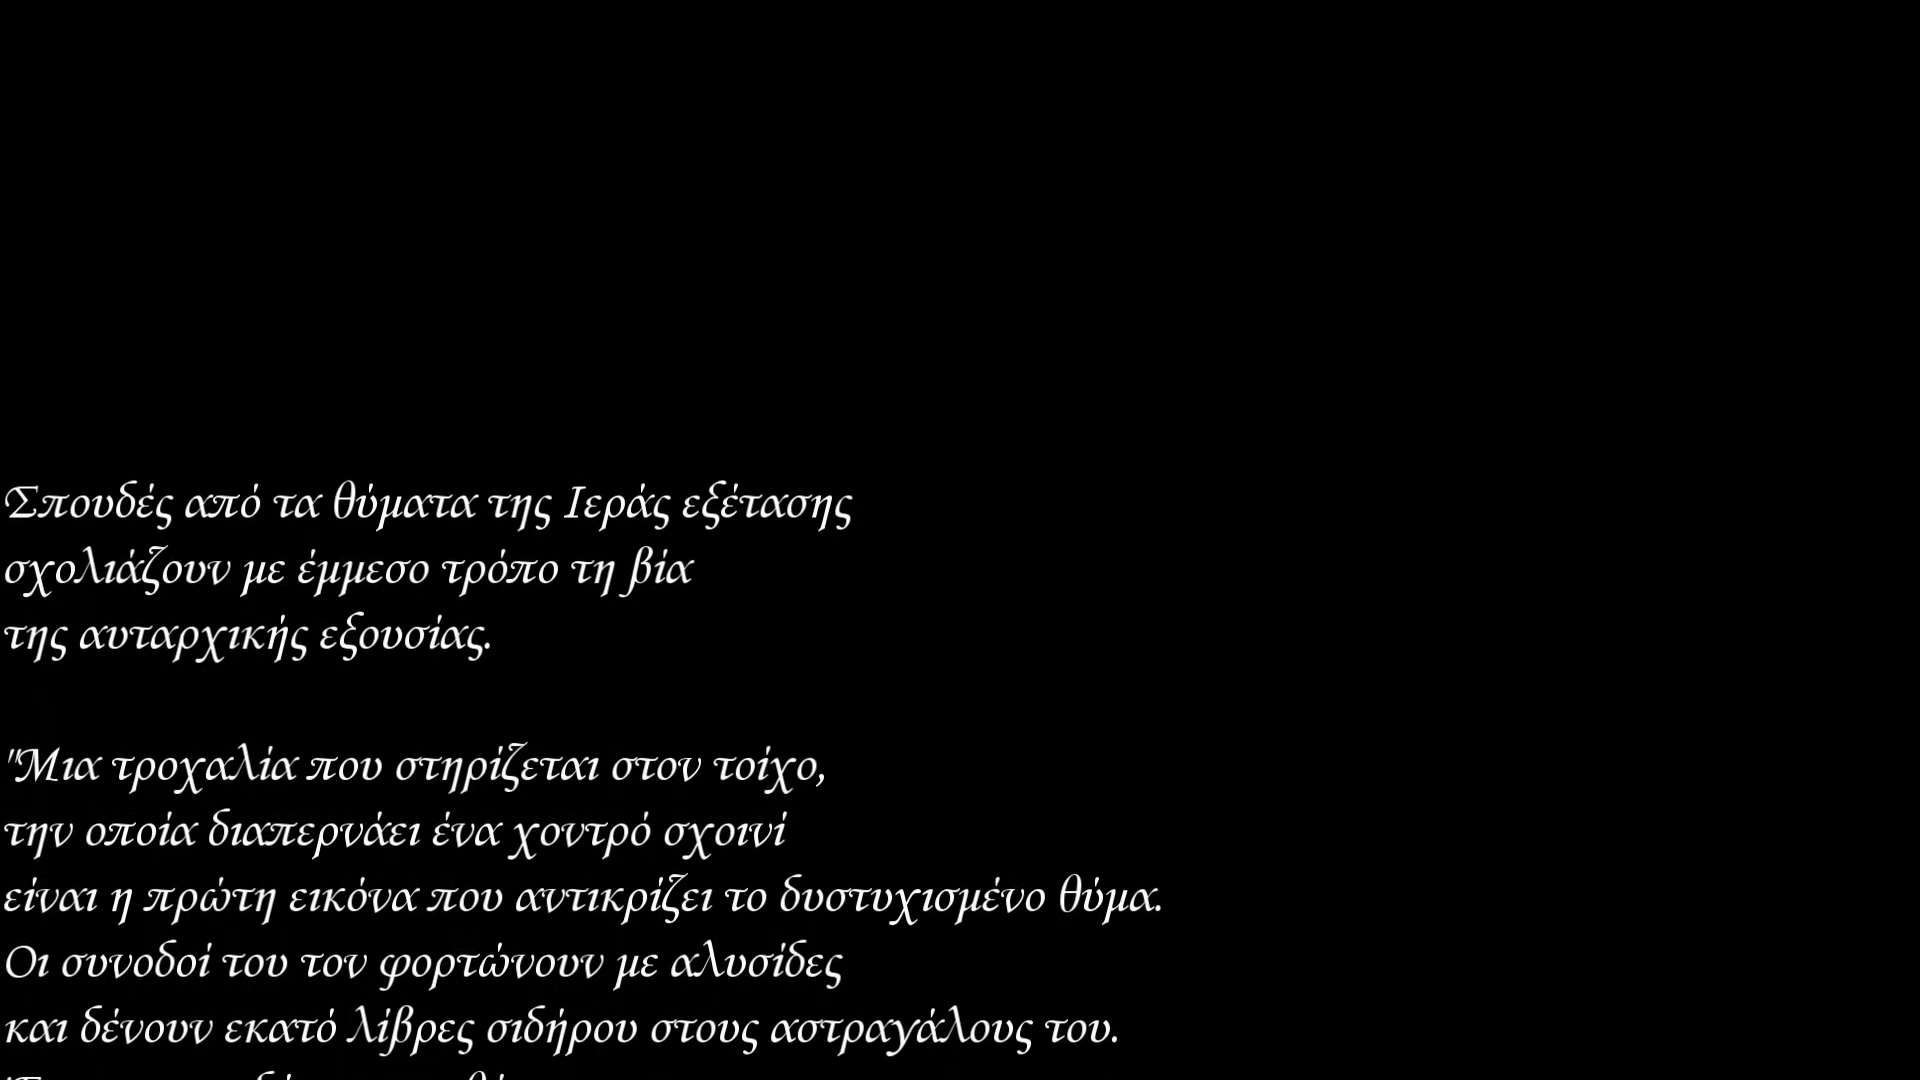 Σπουδές από τα θύματα της Ιεράς εξέτασης
σχολιάζουν με έμμεσο τρόπο τη βία
της αυταρχικής εξουσίας.
"Μια τροχαλία που στηρίζεται στον τοίχο,
την οποία διαπερνάει ένα χοντρό σχοινί
είναι η πρώτη εικόνα που αντικρίζει το δυστυχισμένο θύμα.
Οι συνοδοί του τον φορτώνουν με αλυσίδες
και δένουν εκατό λίβρες σιδήρου στους αστραγάλους του.